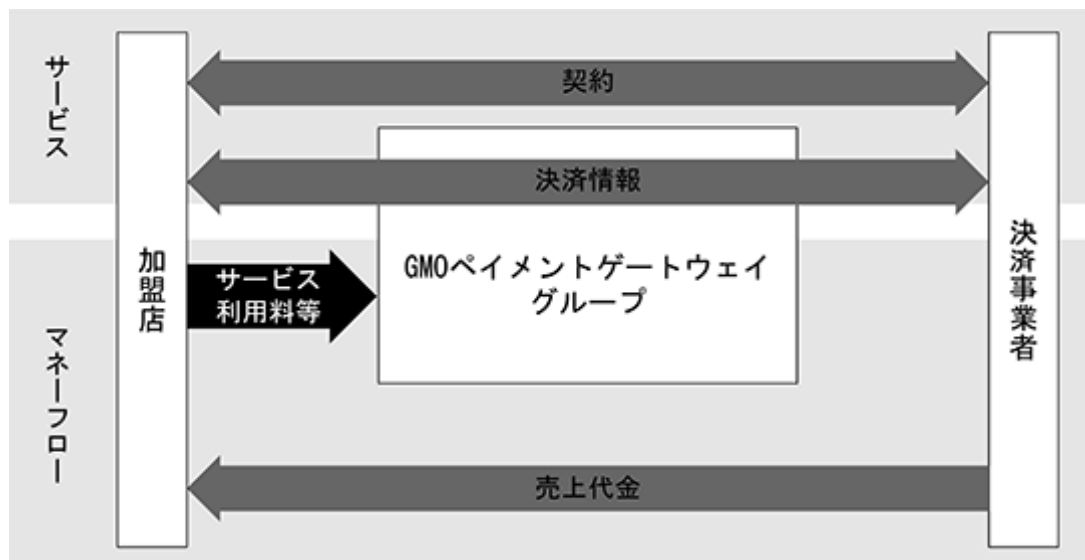 サービス
契約
決済情報
加盟店
サービス
利用料等
GMOペイメントゲートウェイ
グループ
決済事業者
マネーフロー
売上代金